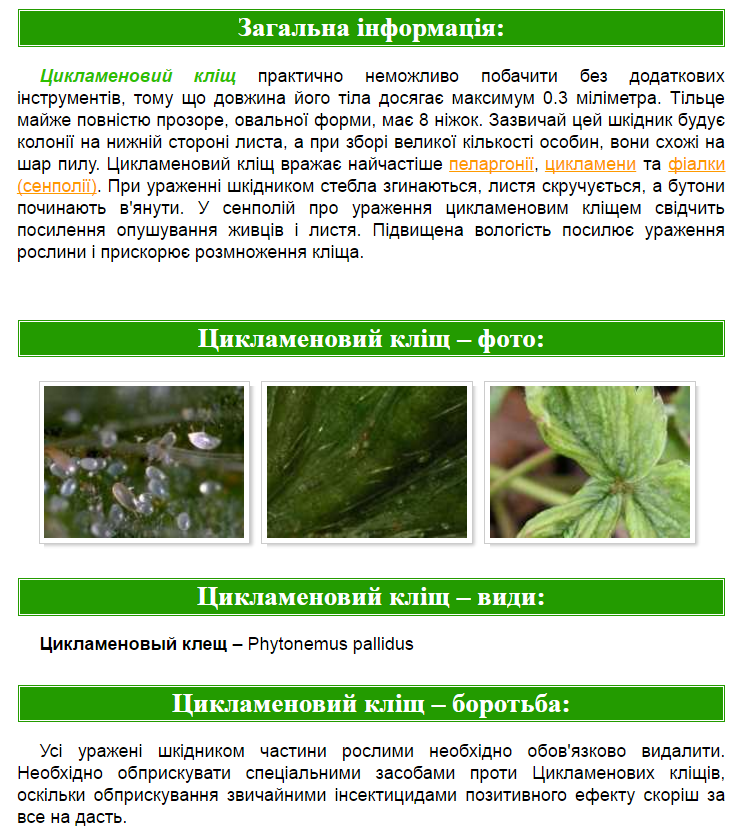 Загальна інформація:
Цикламеновий кліщ практично неможливо побачити без додаткових
інструментів, тому що довжина його тіла досягає максимум 0.3 міліметра. Тільце
майже повністю прозоре, овальної форми, має 8 ніжок. Зазвичай цей шкідник будує
колонії на нижній стороні листа, а при зборі великої кількості особин, вони схожі на
шар пилу. Цикламеновий кліщ вражає найчастіше пеларгонії, цикламени та фіалки
(сенполії). При ураженні шкідником стебла згинаються, листя скручується, а бутони
починають в'янути. У сенполій про ураження цикламеновим кліщем свідчить
посилення опушування живців і листя. Підвищена вологість посилює ураження
рослини і прискорює розмноження кліща.
Цикламеновий кліщ – фото:
Цикламеновий кліщ – види:
Цикламеновый клещ – Phytonemus pallidus
Цикламеновий кліщ – боротьба:
Усі уражені шкідником частини рослими необхідно обов'язково видалити.
Необхідно обприскувати спеціальними засобами проти Цикламенових кліщів,
оскільки обприскування звичайними інсектицидами позитивного ефекту скоріш за
все на дасть.